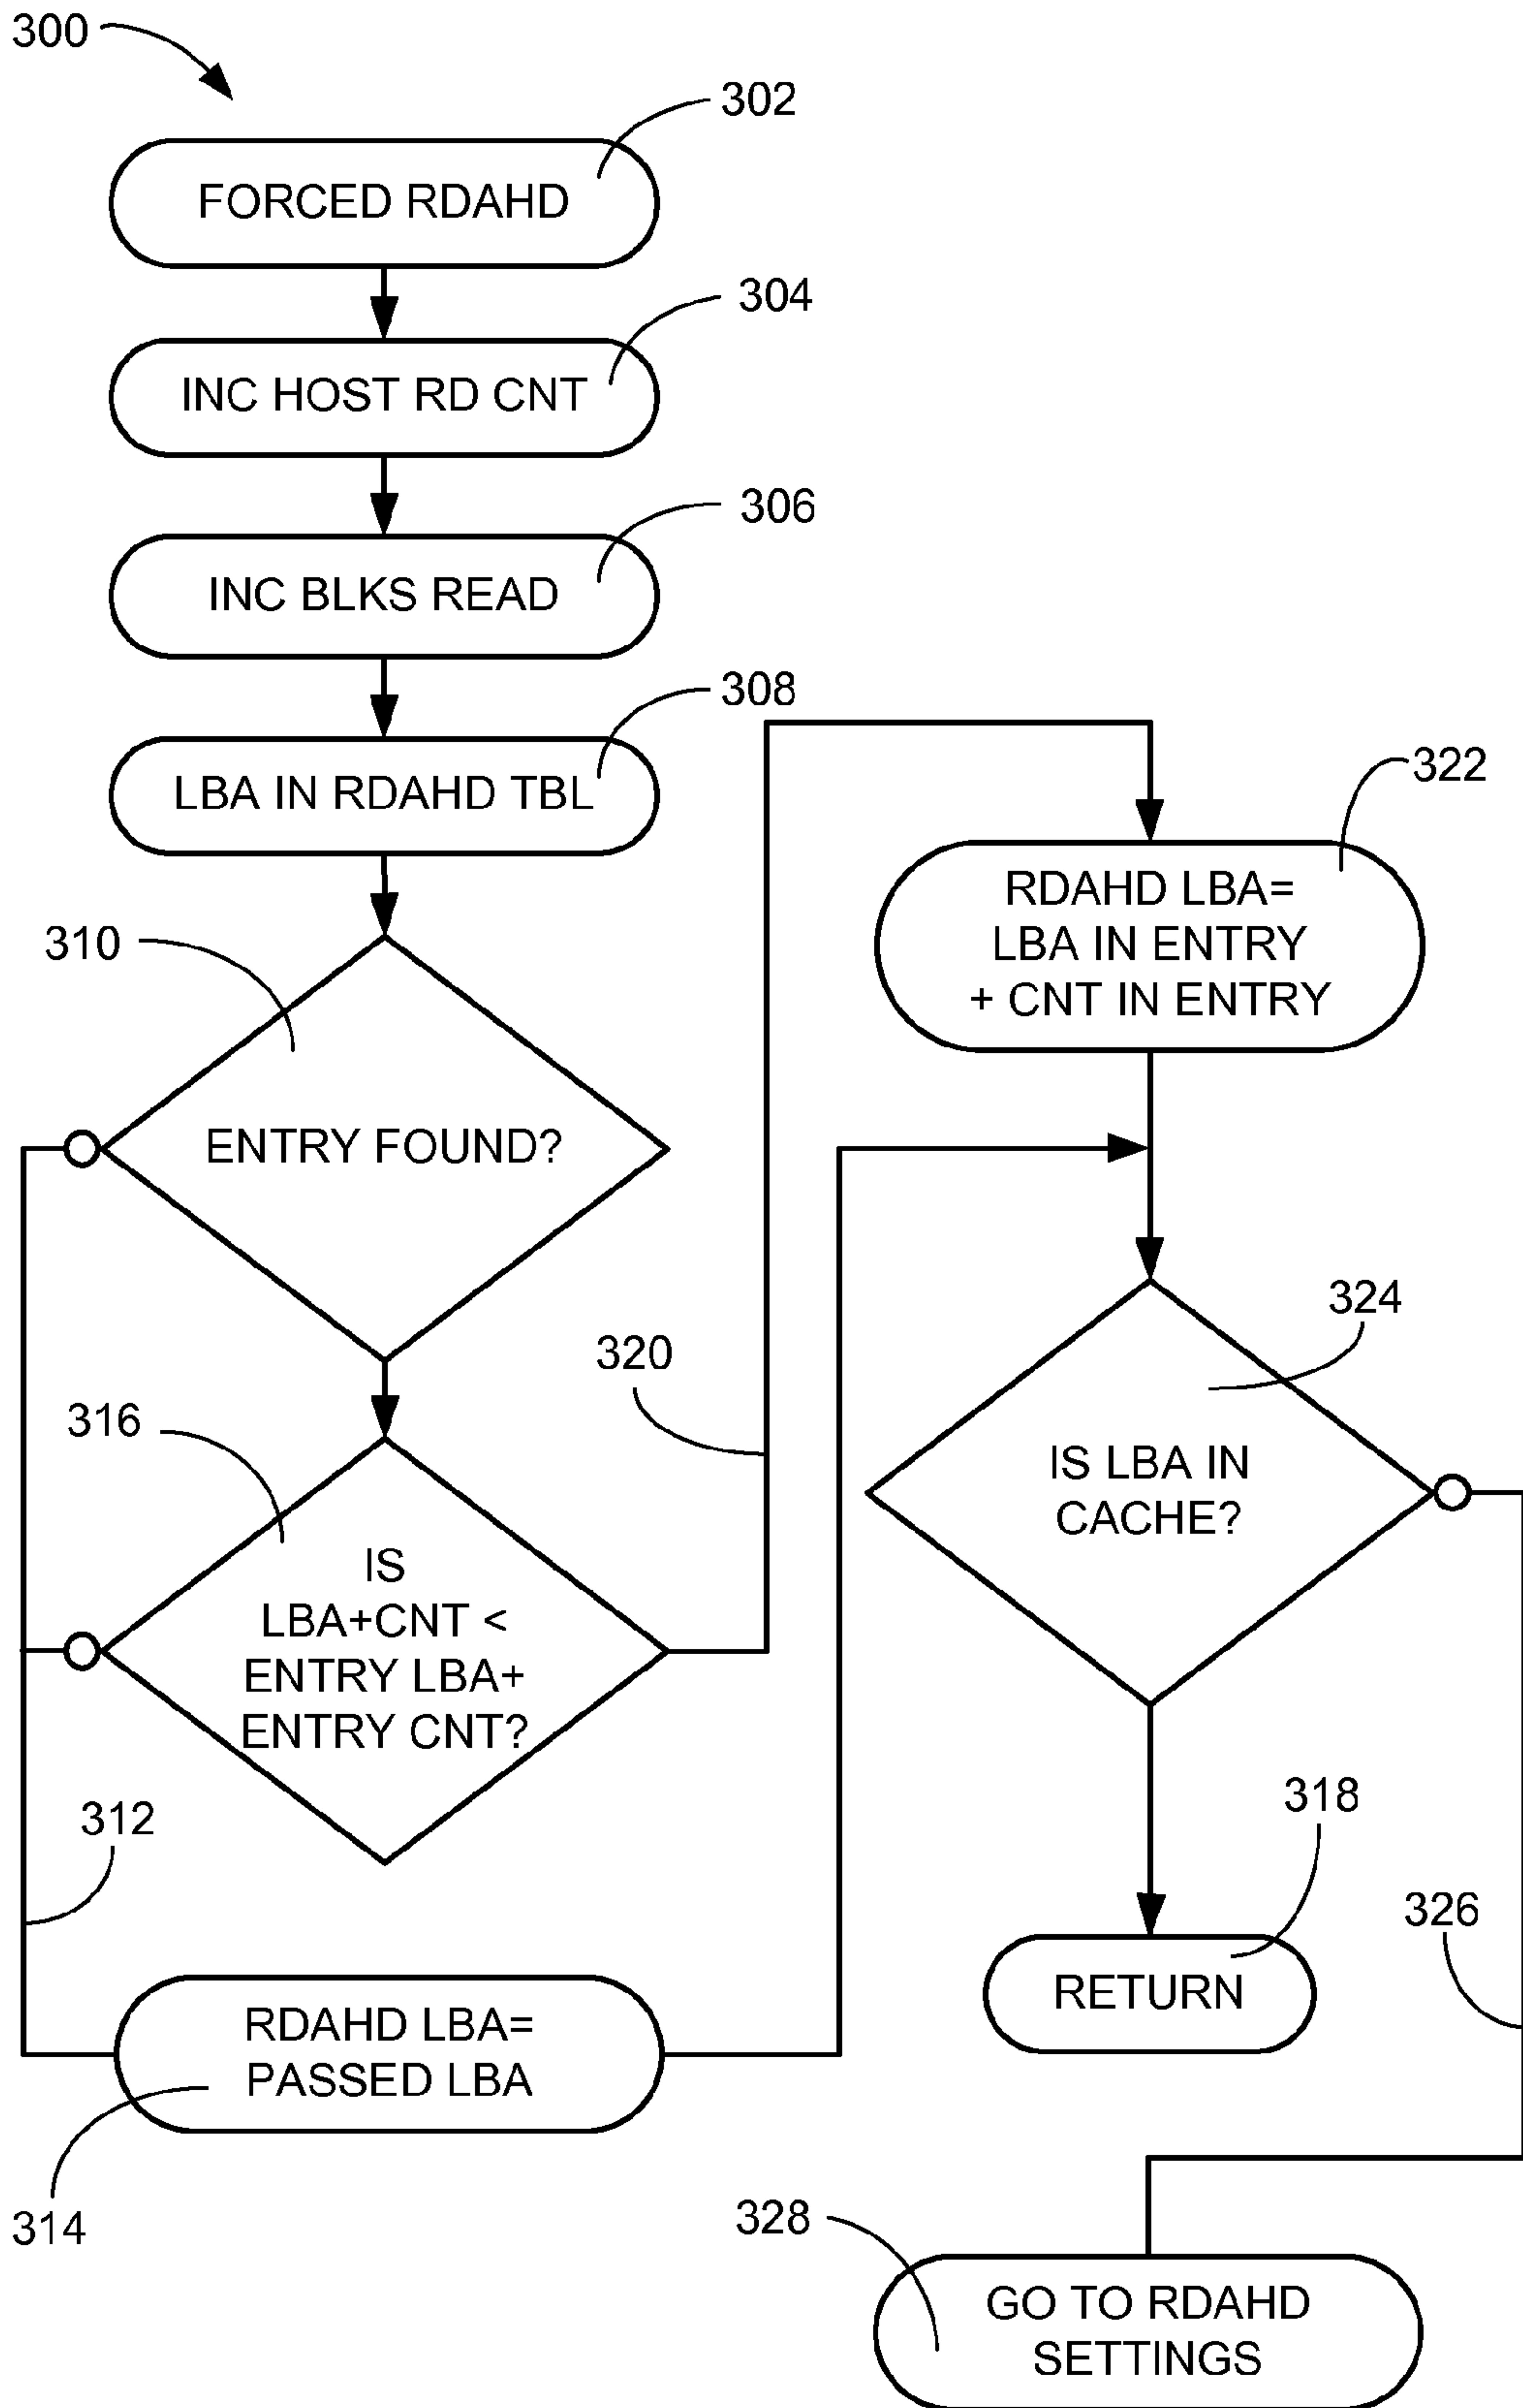 300
302
FORCED RDAHD
304
INC HOST RD CNT
306
INC BLKS READ
308
LBA IN RDAHD TBL
310
ENTRY FOUND?
316
IS
LBA+CNT <
ENTRY LBA+
ENTRY CNT?
312
RDAHD LBA=
PASSED LBA
314
320
322
RDAHD LBA=
LBA IN ENTRY
+ CNT IN ENTRY
324
IS LBA IN
CACHE?
318
RETURN
326
328
GO TO RDAHD
SETTINGS